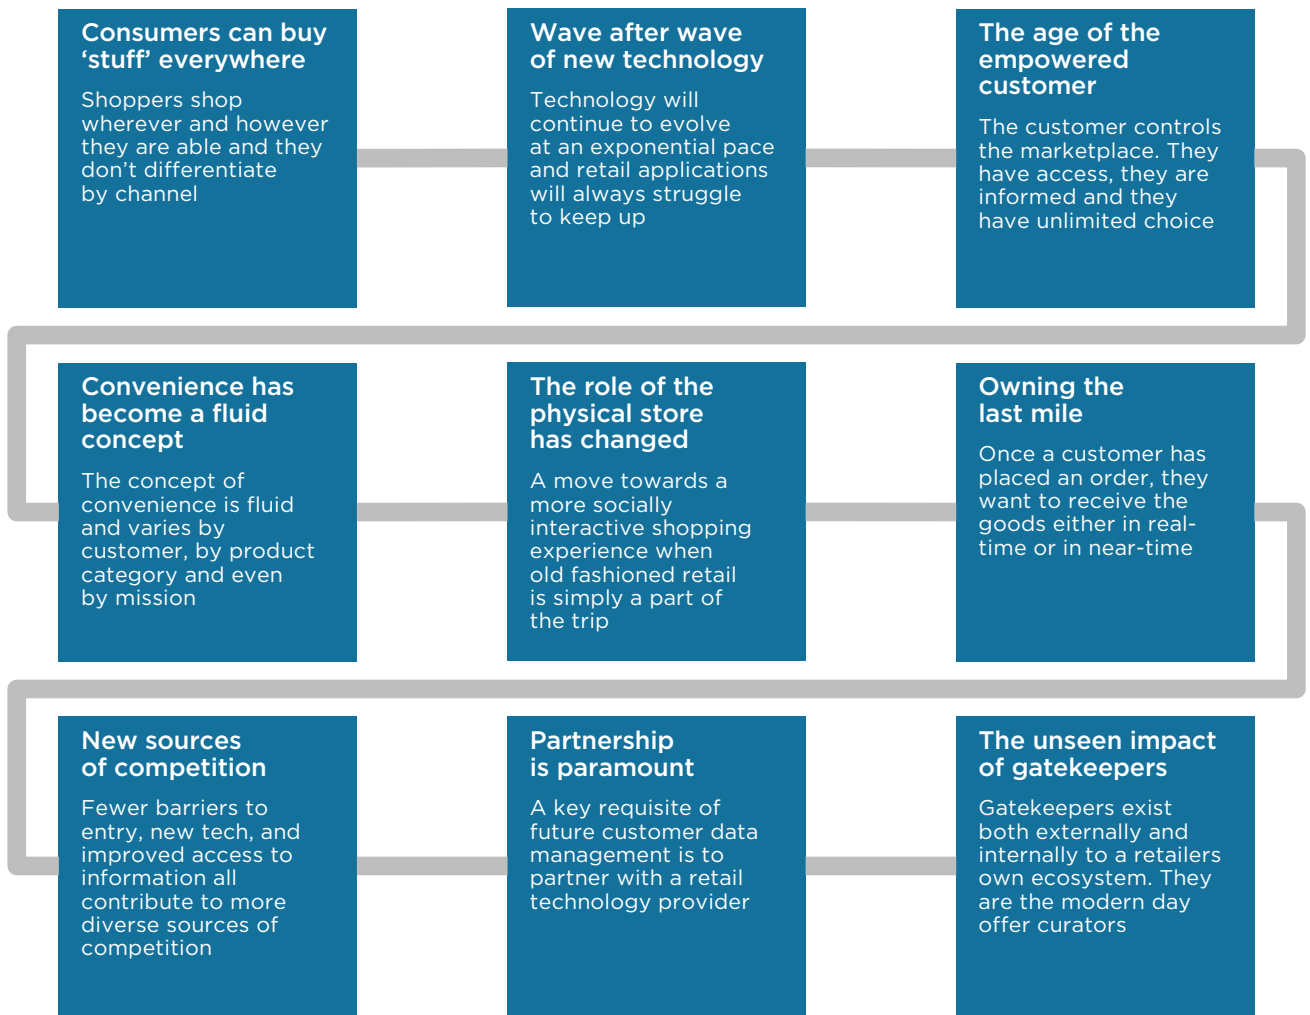 Consumers can buy
‘stuff’ everywhere
Shoppers shop
wherever and however
they are able and they
don’t differentiate
by channel
Wave after wave
of new technology
Technology will
continue to evolve
at an exponential pace
and retail applications
will always struggle
to keep up
The age of the
empowered
customer
The customer controls
the marketplace. They
have access, they are
informed and they
have unlimited choice
Convenience has
become a fluid
concept
The concept of
convenience is fluid
and varies by
customer, by product
category and even
by mission
The role of the
physical store
has changed
A move towards a
more socially
interactive shopping
experience when
old fashioned retail
is simply a part of
the trip
Owning the
last mile
Once a customer has
placed an order, they
want to receive the
goods either in real-
time or in near-time
New sources
of competition
Fewer barriers to
entry, new tech, and
improved access to
information all
contribute to more
diverse sources of
competition
Partnership
is paramount
A key requisite of
future customer data
management is to
partner with a retail
technology provider
The unseen impact
of gatekeepers
Gatekeepers exist
both externally and
internally to a retailers
own ecosystem. They
are the modern day
offer curators